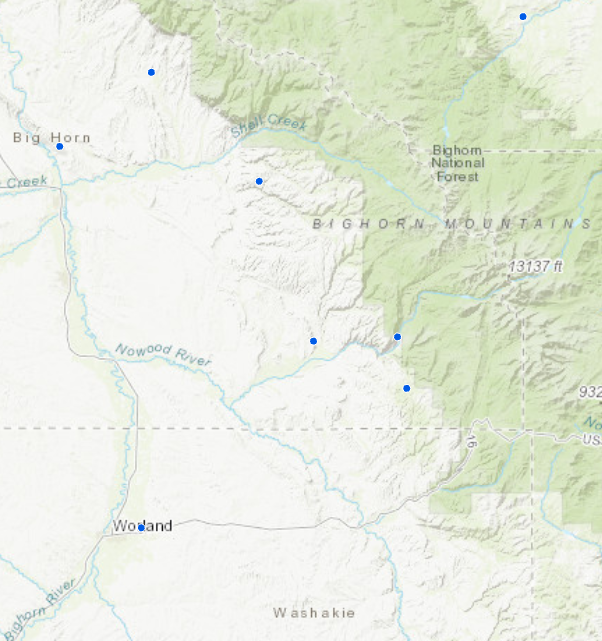 Shell Creek
Big Horn
Bighorn
National
Forest
Creek
BIGHORN MOUNTAINS
13137 ft
Nowood River
932
No
16
US
Worland
Bighorn River
Washakie